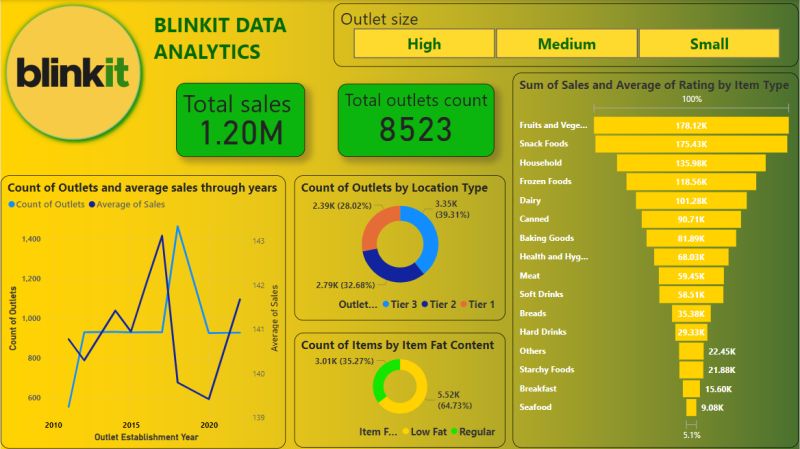 blinkit
BLINKIT DATA
ANALYTICS
Outlet size
High
Medium
Small
Total sales
1.20M
Total outlets count
8523
Count of Outlets and average sales through years
Count of Outlets
Average of Sales
Count of Outlets
1,400
1,200
1,000
800
600
143
142
141
140
139
Average of Sales
2010
2015
2020
Outlet Establishment Year
Count of Outlets by Location Type
2.39K (28.02%)
3.35K
(39.31%)
2.79K (32.68%)
Outlet... Tier 3 Tier 2 Tier 1
Count of Items by Item Fat Content
3.01K (35.27%)
5.52K
(64.73%)
Item F... Low Fat Regular
Sum of Sales and Average of Rating by Item Type
100%
Fruits and Vege... 178.12K
Snack Foods 175.43K
Household 135.98K
Frozen Foods 118.56K
Dairy 101.28K
Canned 90.71K
Baking Goods 81.89K
Health and Hyg... 68.03K
Meat 59.45K
Soft Drinks 58.51K
Breads 35.38K
Hard Drinks 29.33K
Others 22.45K
Starchy Foods 21.88K
Breakfast 15.60K
Seafood 9.08K
5.1%